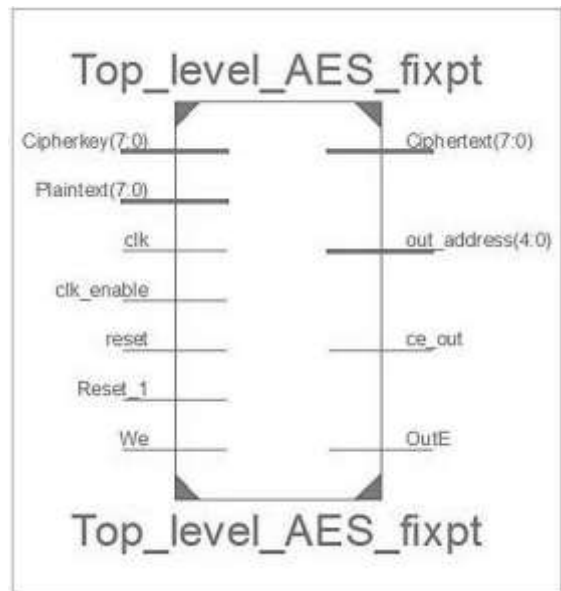 Top_level_AES_fixpt
Cipherkey(7:0)
Ciphertext(7:0)
Plaintext(7:0)
clk
out_address(4:0)
clk_enable
reset
ce_out
Reset_1
We
OutE
Top_level_AES_fixpt